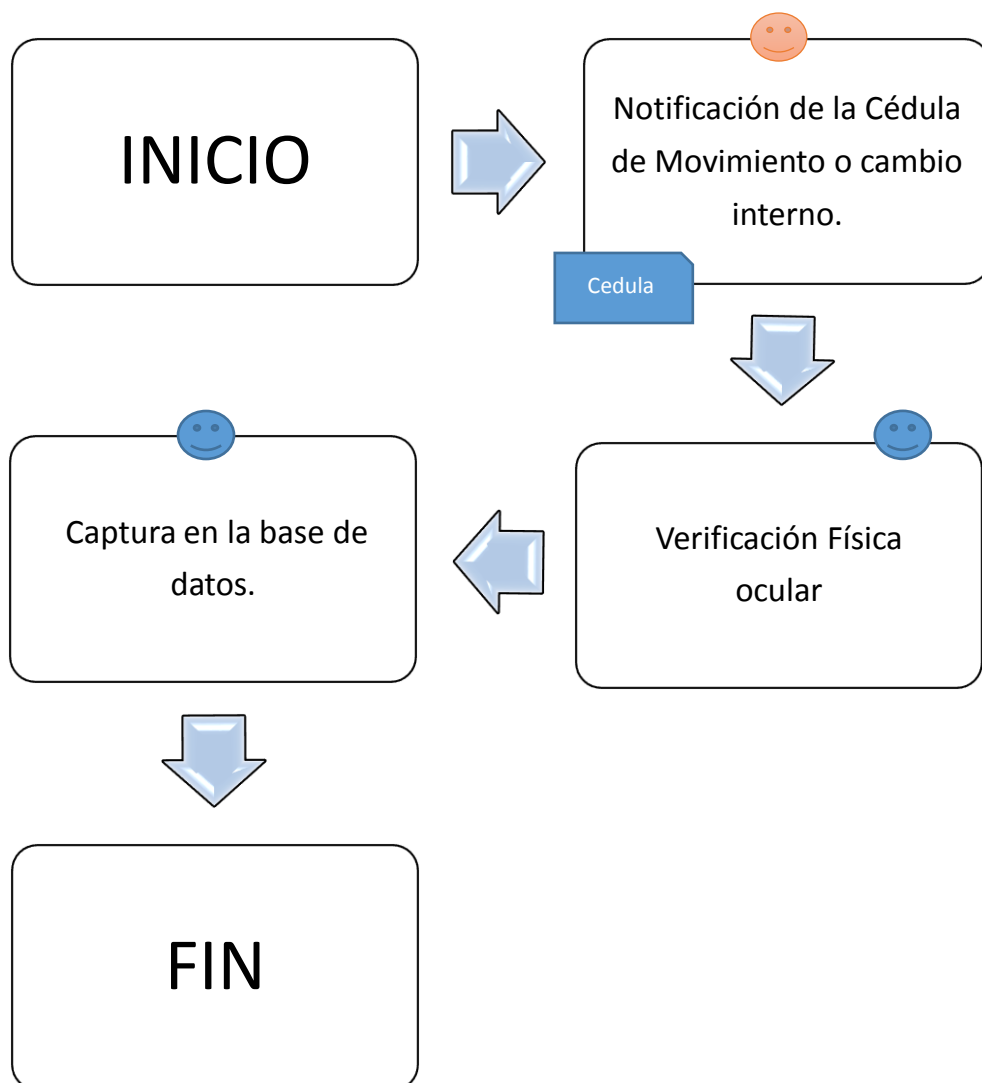 INICIO
Notificación de la Cédula
de Movimiento o cambio
interno.
Cedula
Verificación Física
ocular
Captura en la base de
datos.
FIN